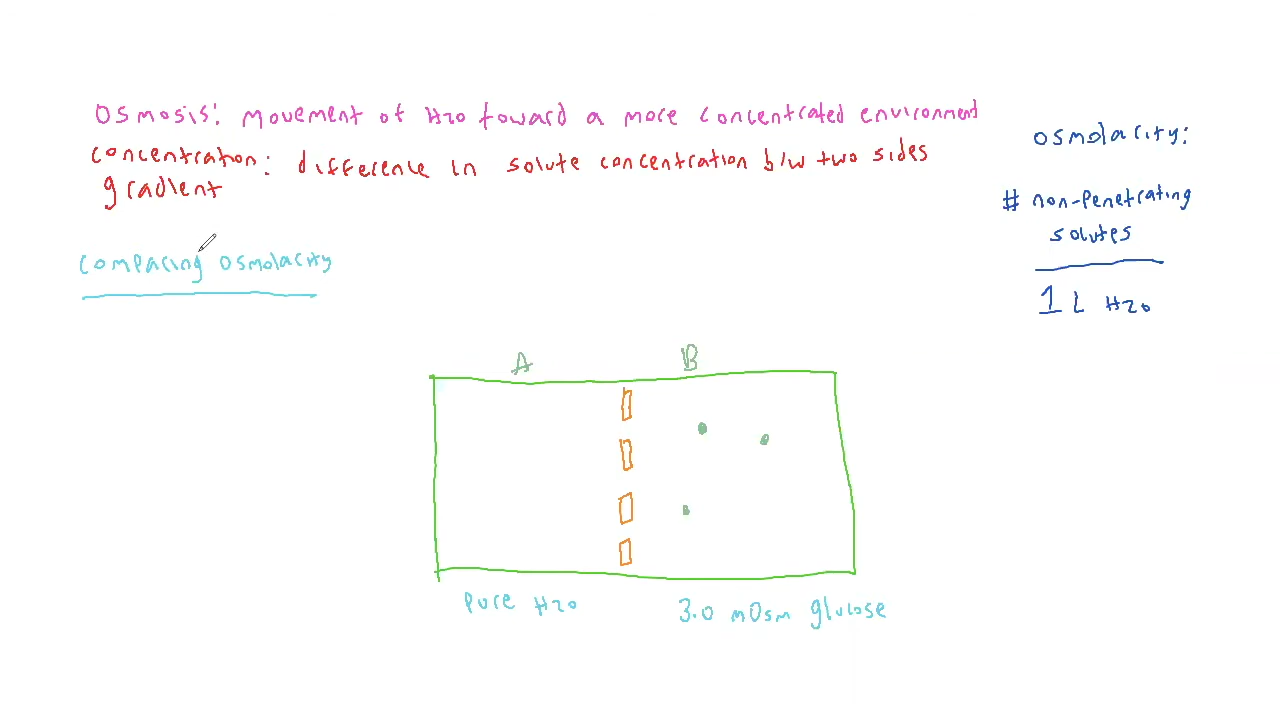 Osmosis: movement of H2O toward a more concentrated environment
concentration: difference in solute concentration b/w two sides
gradient
osmolarity:
# non-penetrating
solutes
1 L H2O
comparing osmolarity
A B
Pure H2O 3.0 mOsm glucose